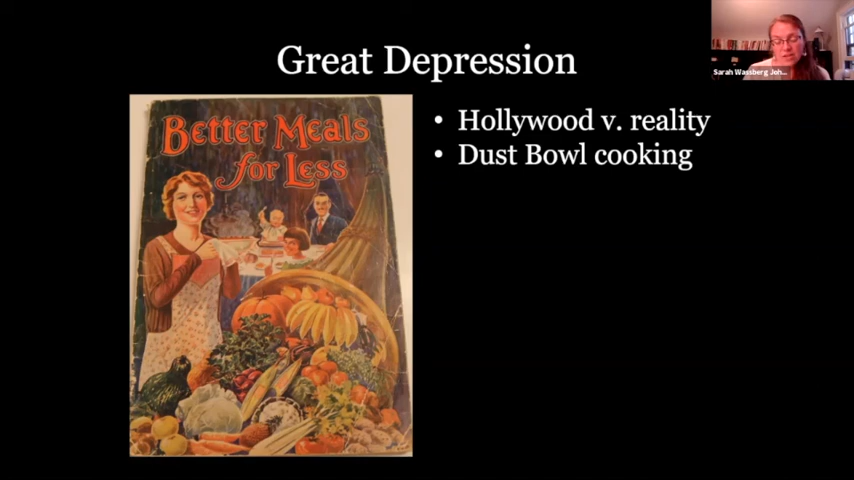 Great Depression
Sarah Wassberg Joh...
Better Meals
for Less
• Hollywood v. reality
• Dust Bowl cooking